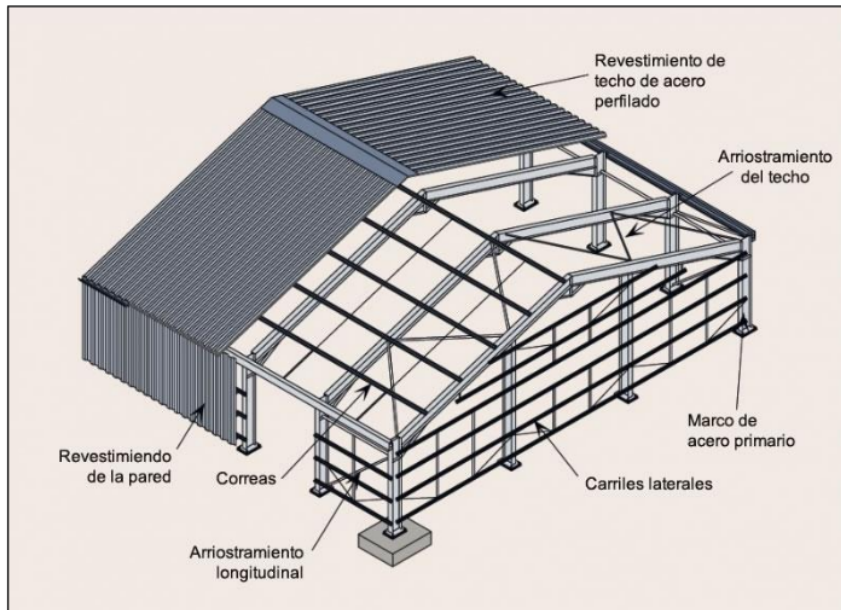 Revestimiento de
techo de acero
perfilado
Arriostramiento
del techo
Marco de
acero primario
Revestimiendo
de la pared
Correas
Carriles laterales
Arriostramiento
longitudinal